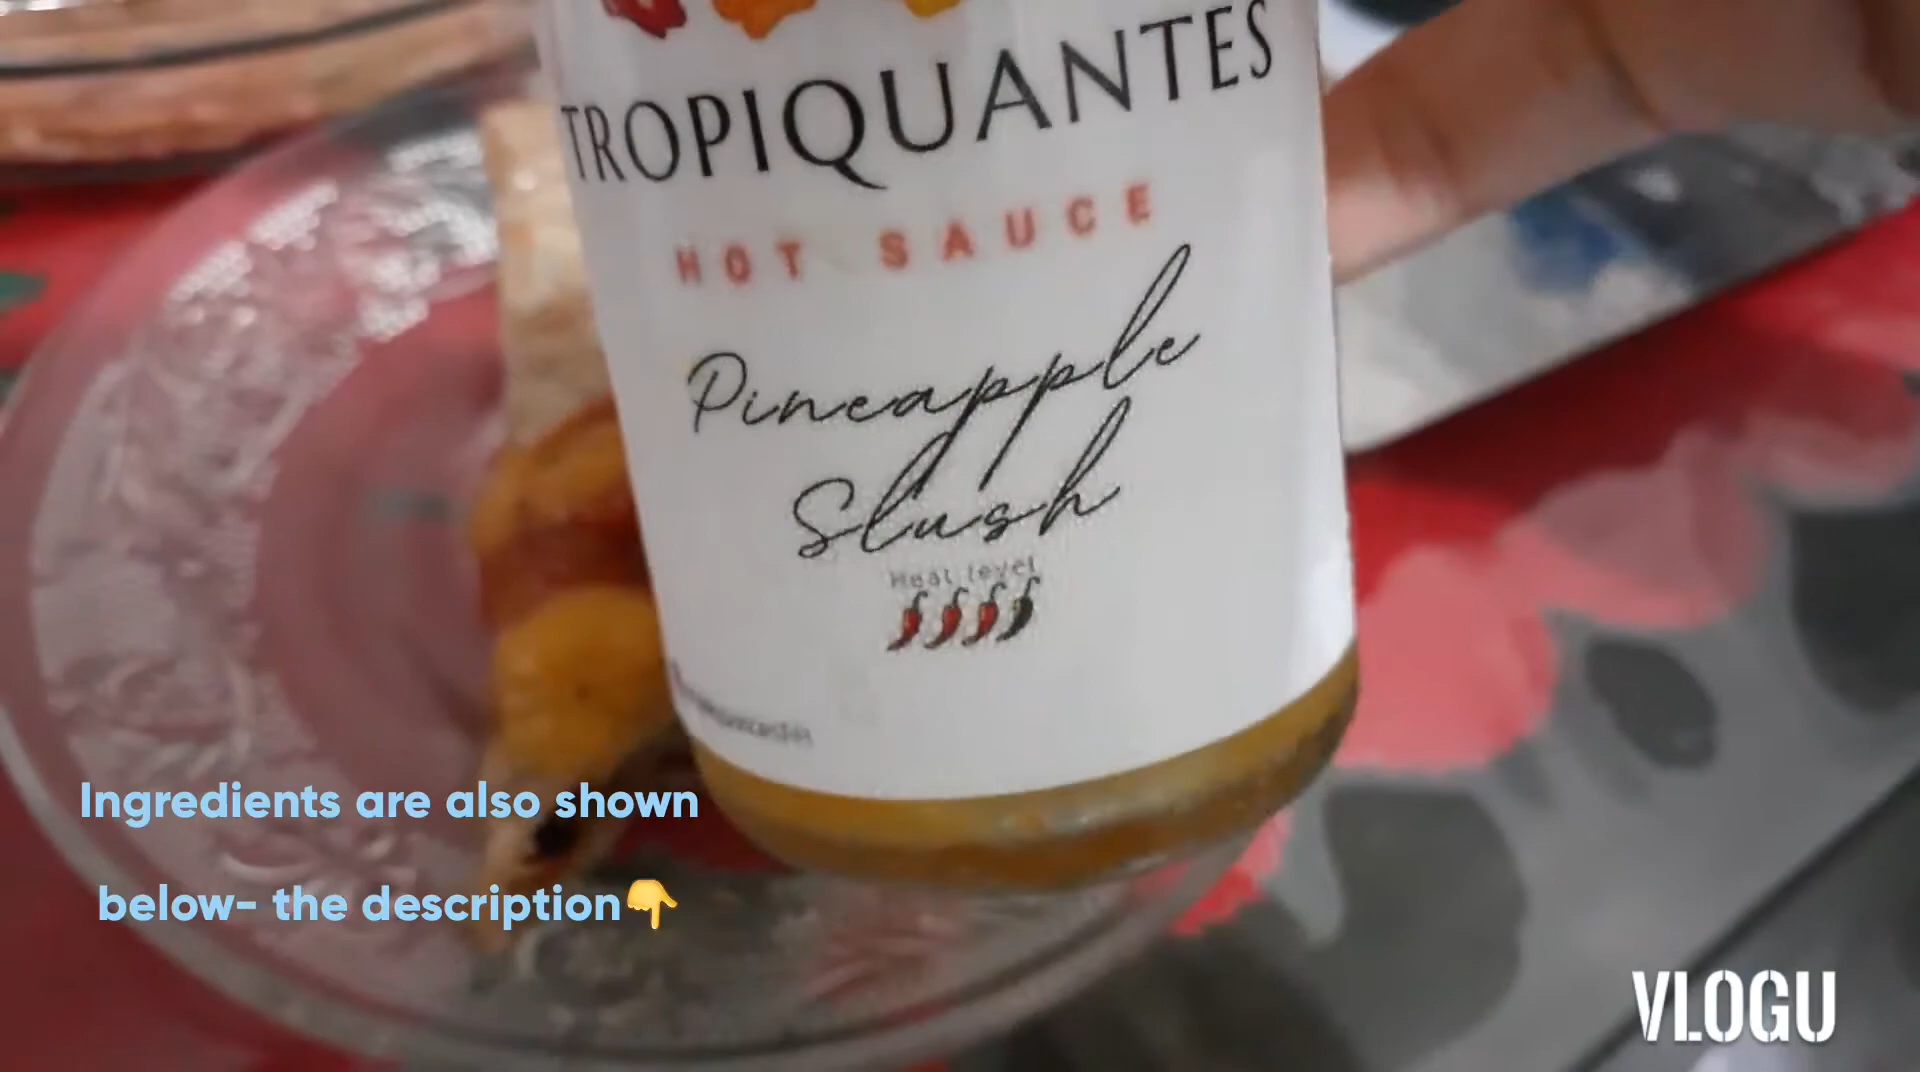 TROPIQUANTES
HOT SAUCE
Pineapple
Slush
Heat level
Ingredients are also shown
below- the description👇
VLOGU